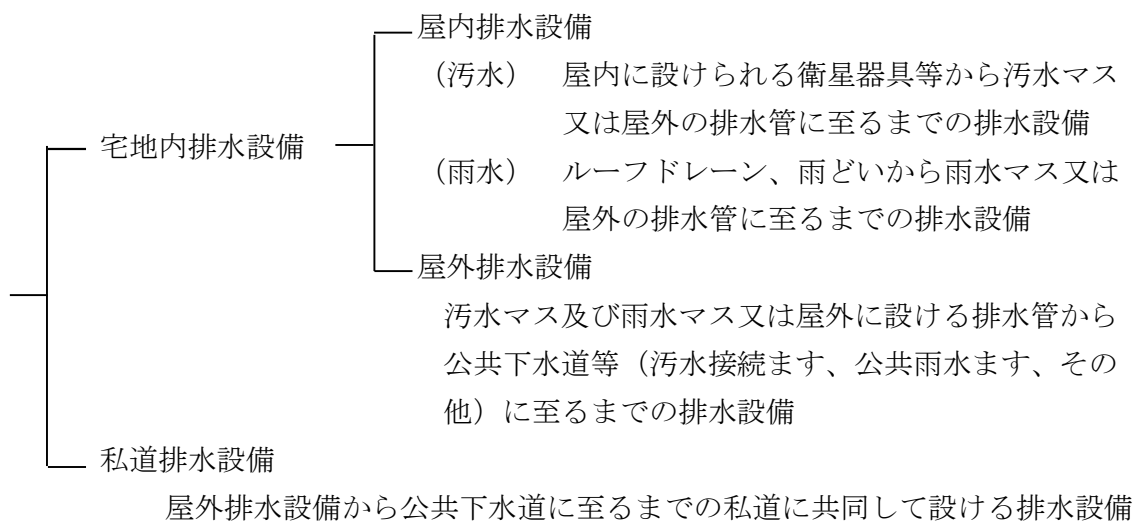 屋内排水設備
（汚水）　屋内に設けられる衛星器具等から汚水マス
又は屋外の排水管に至るまでの排水設備
宅地内排水設備
（雨水）　ルーフドレーン、雨どいから雨水マス又は
屋外の排水管に至るまでの排水設備
屋外排水設備
汚水マス及び雨水マス又は屋外に設ける排水管から
公共下水道等（汚水接続ます、公共雨水ます、その
他）に至るまでの排水設備
私道排水設備
屋外排水設備から公共下水道に至るまでの私道に共同して設ける排水設備